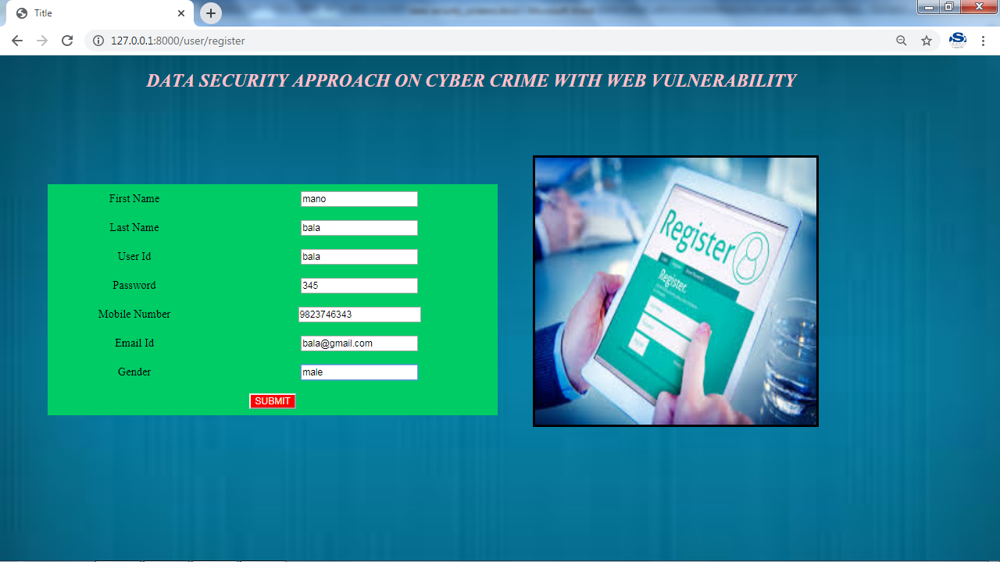 Title
127.0.0.1:8000/user/register
DATA SECURITY APPROACH ON CYBER CRIME WITH WEB VULNERABILITY
First Name mano
Last Name bala
User Id bala
Password 345
Mobile Number 9823746343
Email Id bala@gmail.com
Gender male
SUBMIT
Register
Register.